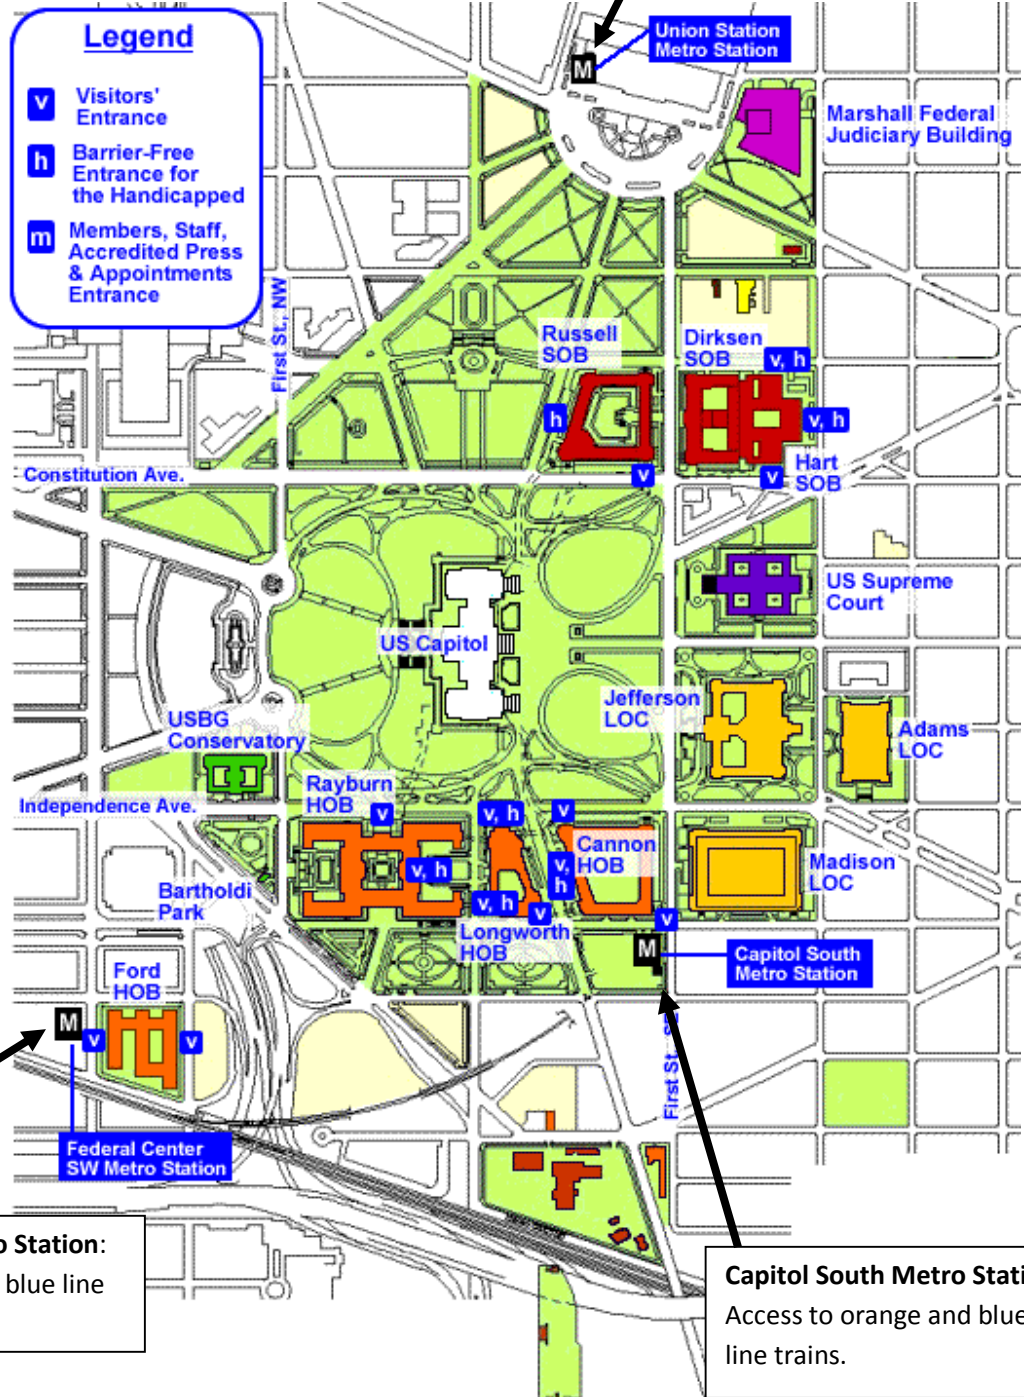 Legend
v Visitors'
Entrance
h Barrier-Free
Entrance for
the Handicapped
m Members, Staff,
Accredited Press
& Appointments
Entrance
Union Station
Metro Station
M
Marshall Federal
Judiciary Building
First St., NW
Russell
SOB
Dirksen
SOB
v, h
h
v, h
Constitution Ave.
v
v
Hart
SOB
US Supreme
Court
US Capitol
Jefferson
LOC
Adams
LOC
USBG
Conservatory
Rayburn
HOB
Independence Ave.
v
v, h
v
Cannon
HOB
v, h
v,
h
Madison
LOC
Bartholdi
Park
v, h
v
v
Longworth
HOB
M
Capitol South
Metro Station
Ford
HOB
M
v
v
First St., SE
Federal Center
SW Metro Station
Station:
blue line
Capitol South Metro Stati
Access to orange and blue
line trains.